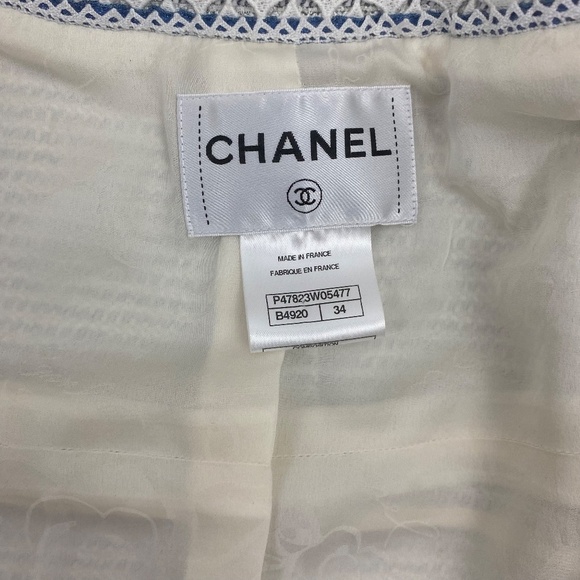 CHANEL
MADE IN FRANCE
FABRIQUE EN FRANCE
P47823W05477
B4920 34